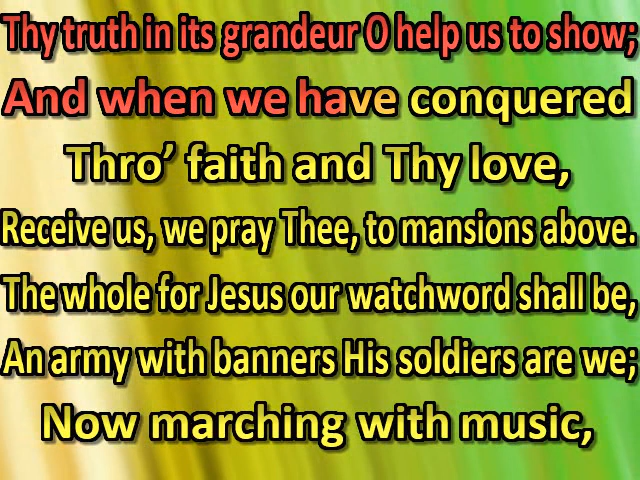 Thy truth in its grandeur O help us to show;
And when we have conquered
Thro’ faith and Thy love,
Receive us, we pray Thee, to mansions above.
The whole for Jesus our watchword shall be,
An army with banners His soldiers are we;
Now marching with music,